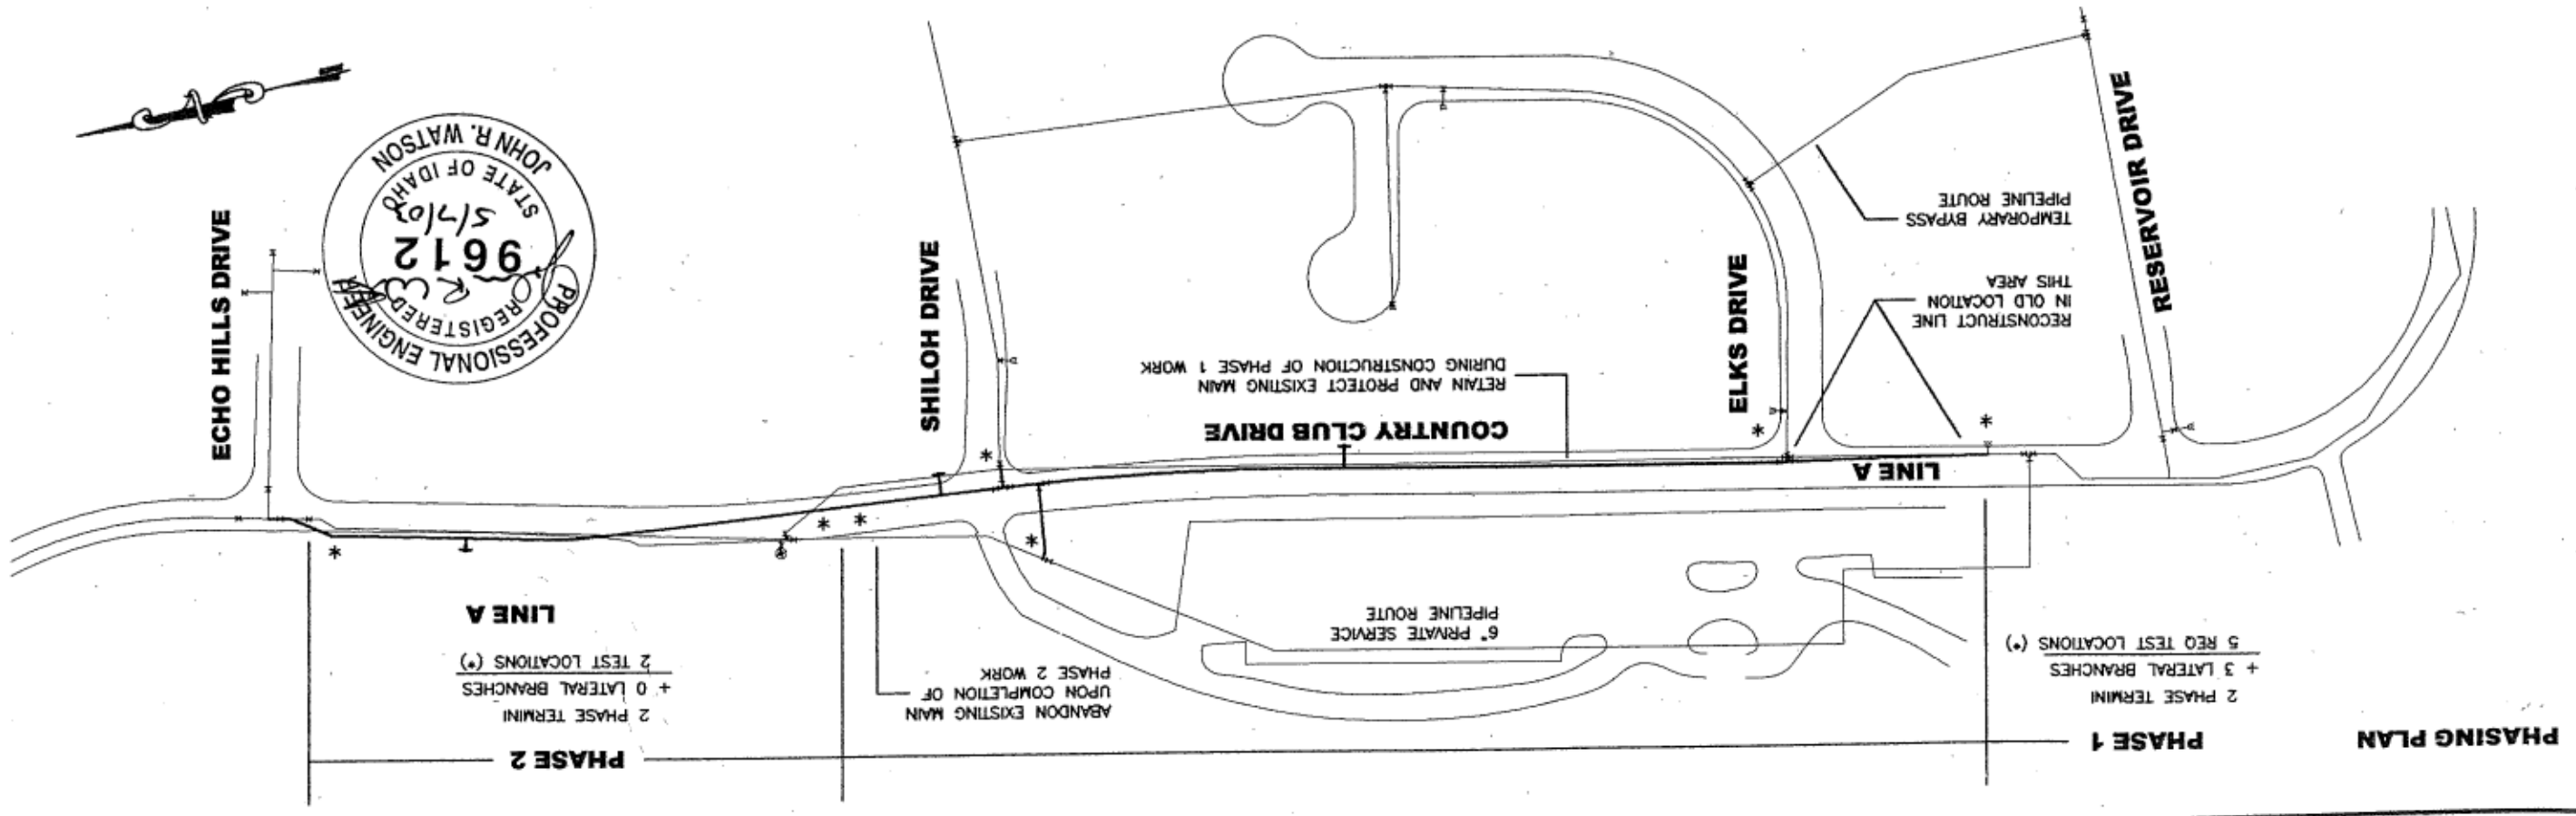 PHASING PLAN
PHASE 1
2 PHASE TERMINI
+ 3 LATERAL BRANCHES
5 REQ TEST LOCATIONS (*)
PHASE 2
2 PHASE TERMINI
+ 0 LATERAL BRANCHES
2 TEST LOCATIONS (*)
LINE A
ABANDON EXISTING MAIN
UPON COMPLETION OF
PHASE 2 WORK
6" PRIVATE SERVICE
PIPELINE ROUTE
LINE A
COUNTRY CLUB DRIVE
RETAIN AND PROTECT EXISTING MAIN
DURING CONSTRUCTION OF PHASE 1 WORK
RECONSTRUCT LINE
IN OLD LOCATION
THIS AREA
TEMPORARY BYPASS
PIPELINE ROUTE
RESERVOIR DRIVE
ELKS DRIVE
SHILOH DRIVE
ECHO HILLS DRIVE
PROFESSIONAL ENGINEER
REGISTERED
9612
5/7/03
STATE OF IDAHO
JOHN R. WATSON